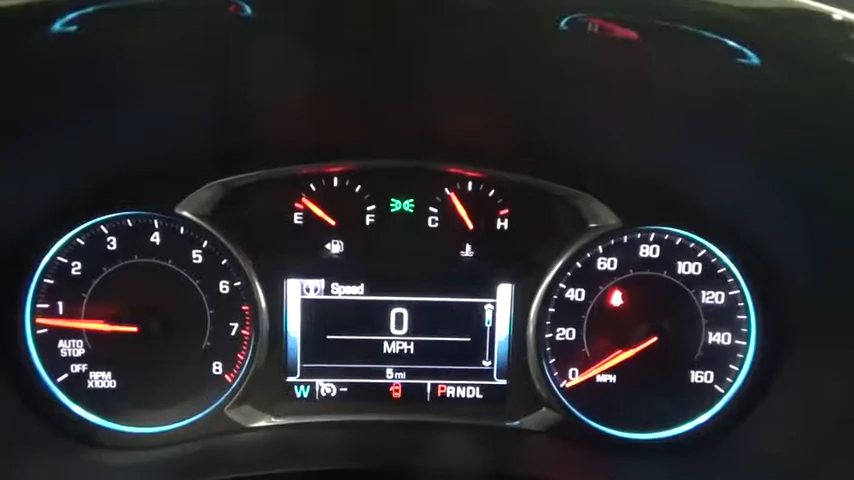 E F
C H
1 2 3 4 5 6 7 8
AUTO
STOP
OFF
RPM
X1000
Speed
0
MPH
5 mi
W PRNDL
0 20 40 60 80 100 120 140 160
MPH